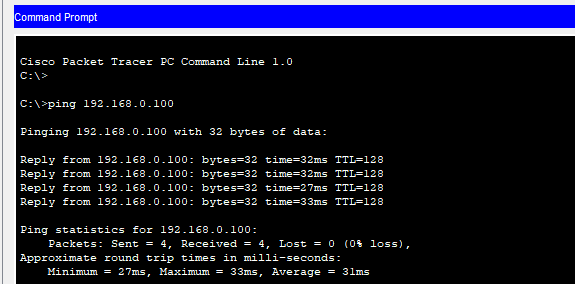 Command Prompt
Cisco Packet Tracer PC Command Line 1.0
C:\>
C:\>ping 192.168.0.100
Pinging 192.168.0.100 with 32 bytes of data:
Reply from 192.168.0.100: bytes=32 time=32ms TTL=128
Reply from 192.168.0.100: bytes=32 time=32ms TTL=128
Reply from 192.168.0.100: bytes=32 time=27ms TTL=128
Reply from 192.168.0.100: bytes=32 time=33ms TTL=128
Ping statistics for 192.168.0.100:
Packets: Sent = 4, Received = 4, Lost = 0 (0% loss),
Approximate round trip times in milli-seconds:
Minimum = 27ms, Maximum = 33ms, Average = 31ms